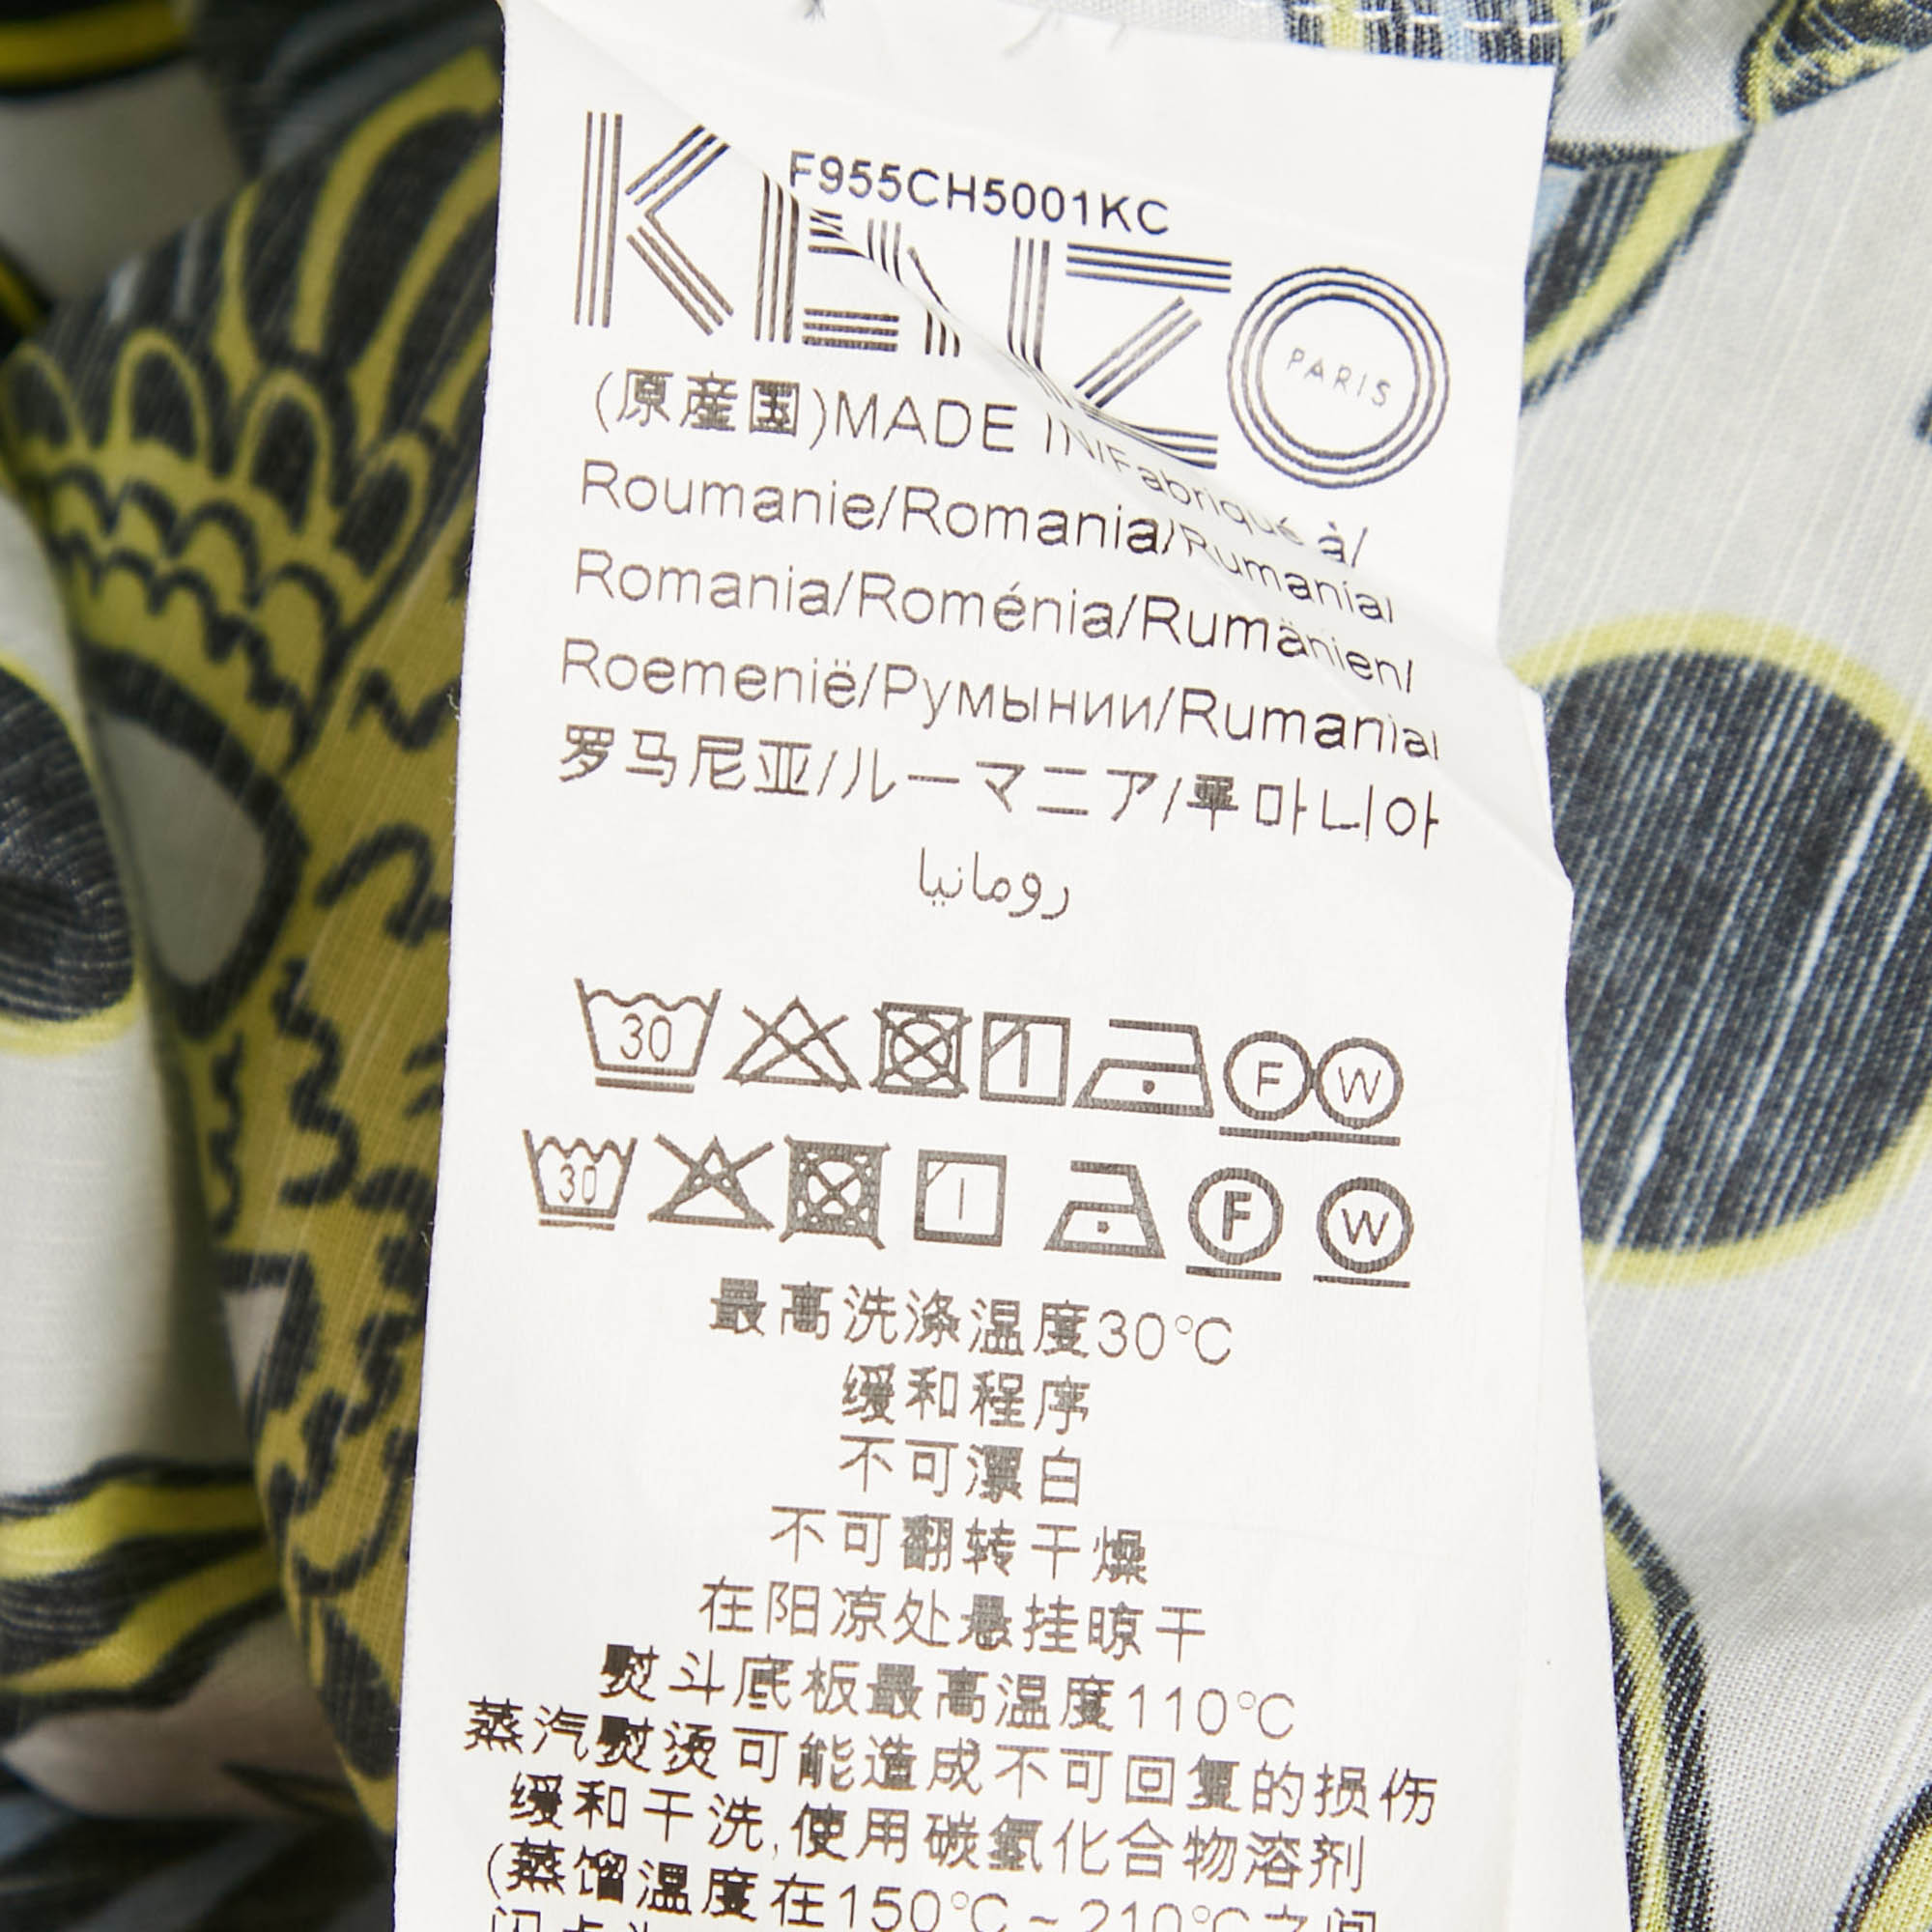 F955CH5001KC
KENZO
PARIS
(原産国)MADE IN/Fabriqué à/
Roumanie/Romania/Rumanía/
Romania/Roménia/Rumänien/
Roemenië/Румынии/Rumania/
罗马尼亚/ルーマニア/루마니아
رومانيا
30 F W
30 F W
最高洗涤温度30°C
缓和程序
不可漂白
不可翻转干燥
在阳凉处悬挂晾干
熨斗底板最高温度110°C
蒸汽熨烫可能造成不可回复的损伤
缓和干洗,使用碳氢化合物溶剂
(蒸馏温度在150°C~210°C之间